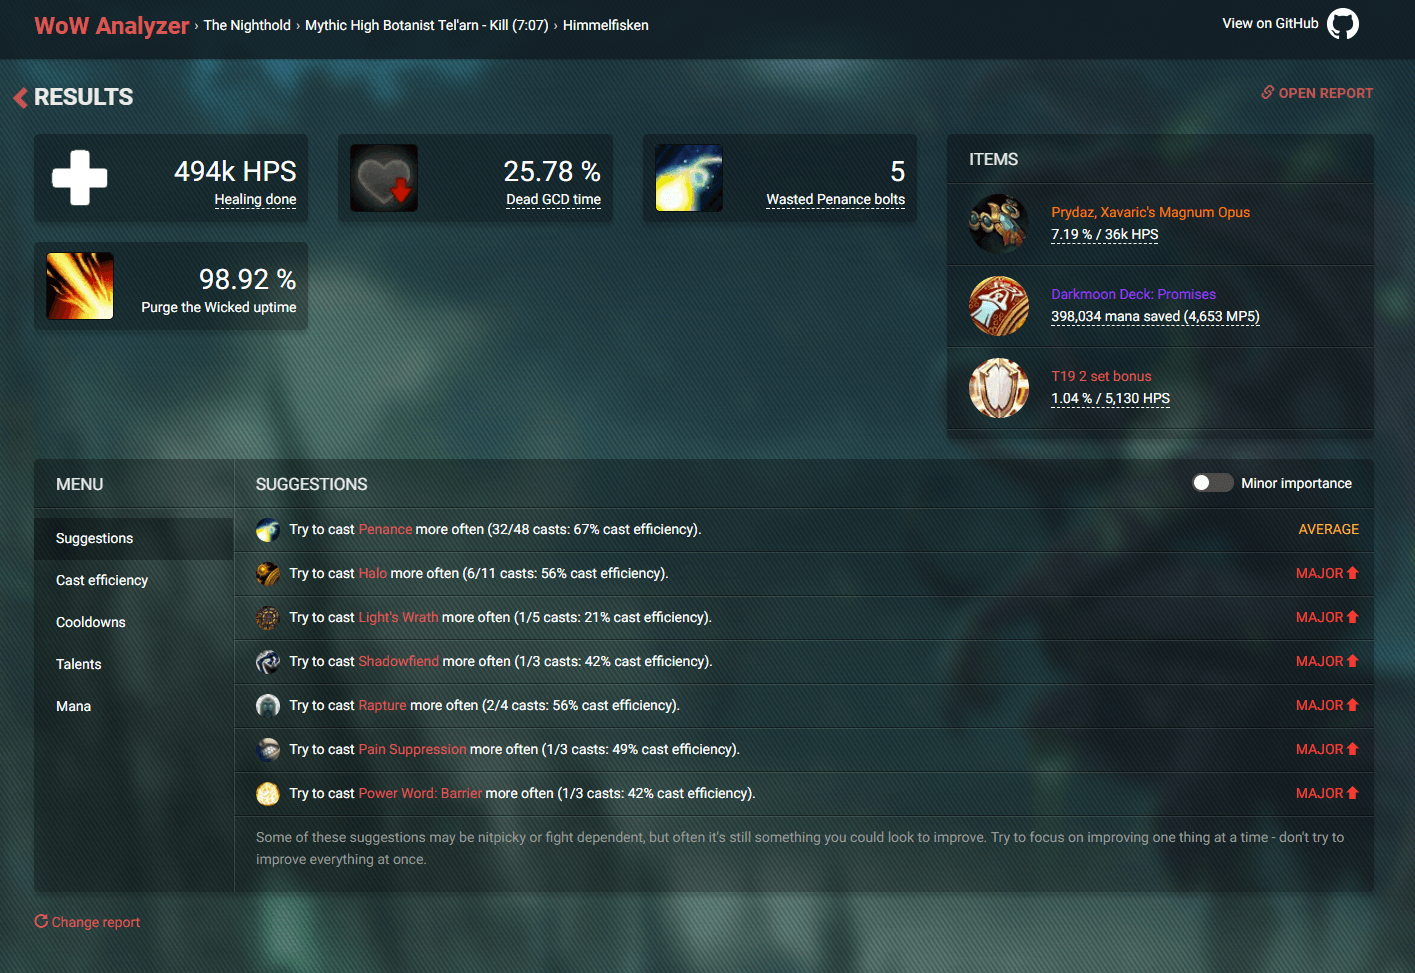 WoW Analyzer › The Nighthold › Mythic High Botanist Tel'arn - Kill (7:07) › Himmelfisken
View on GitHub
RESULTS
OPEN REPORT
494k HPS
Healing done
25.78 %
Dead GCD time
5
Wasted Penance bolts
98.92 %
Purge the Wicked uptime
ITEMS
Prydaz, Xavaric's Magnum Opus
7.19 % / 36k HPS
Darkmoon Deck: Promises
398,034 mana saved (4,653 MP5)
T19 2 set bonus
1.04 % / 5,130 HPS
MENU
Suggestions
Cast efficiency
Cooldowns
Talents
Mana
SUGGESTIONS
Minor importance
Try to cast Penance more often (32/48 casts: 67% cast efficiency). AVERAGE
Try to cast Halo more often (6/11 casts: 56% cast efficiency). MAJOR
Try to cast Light's Wrath more often (1/5 casts: 21% cast efficiency). MAJOR
Try to cast Shadowfiend more often (1/3 casts: 42% cast efficiency). MAJOR
Try to cast Rapture more often (2/4 casts: 56% cast efficiency). MAJOR
Try to cast Pain Suppression more often (1/3 casts: 49% cast efficiency). MAJOR
Try to cast Power Word: Barrier more often (1/3 casts: 42% cast efficiency). MAJOR
Some of these suggestions may be nitpicky or fight dependent, but often it's still something you could look to improve. Try to focus on improving one thing at a time - don't try to
improve everything at once.
Change report